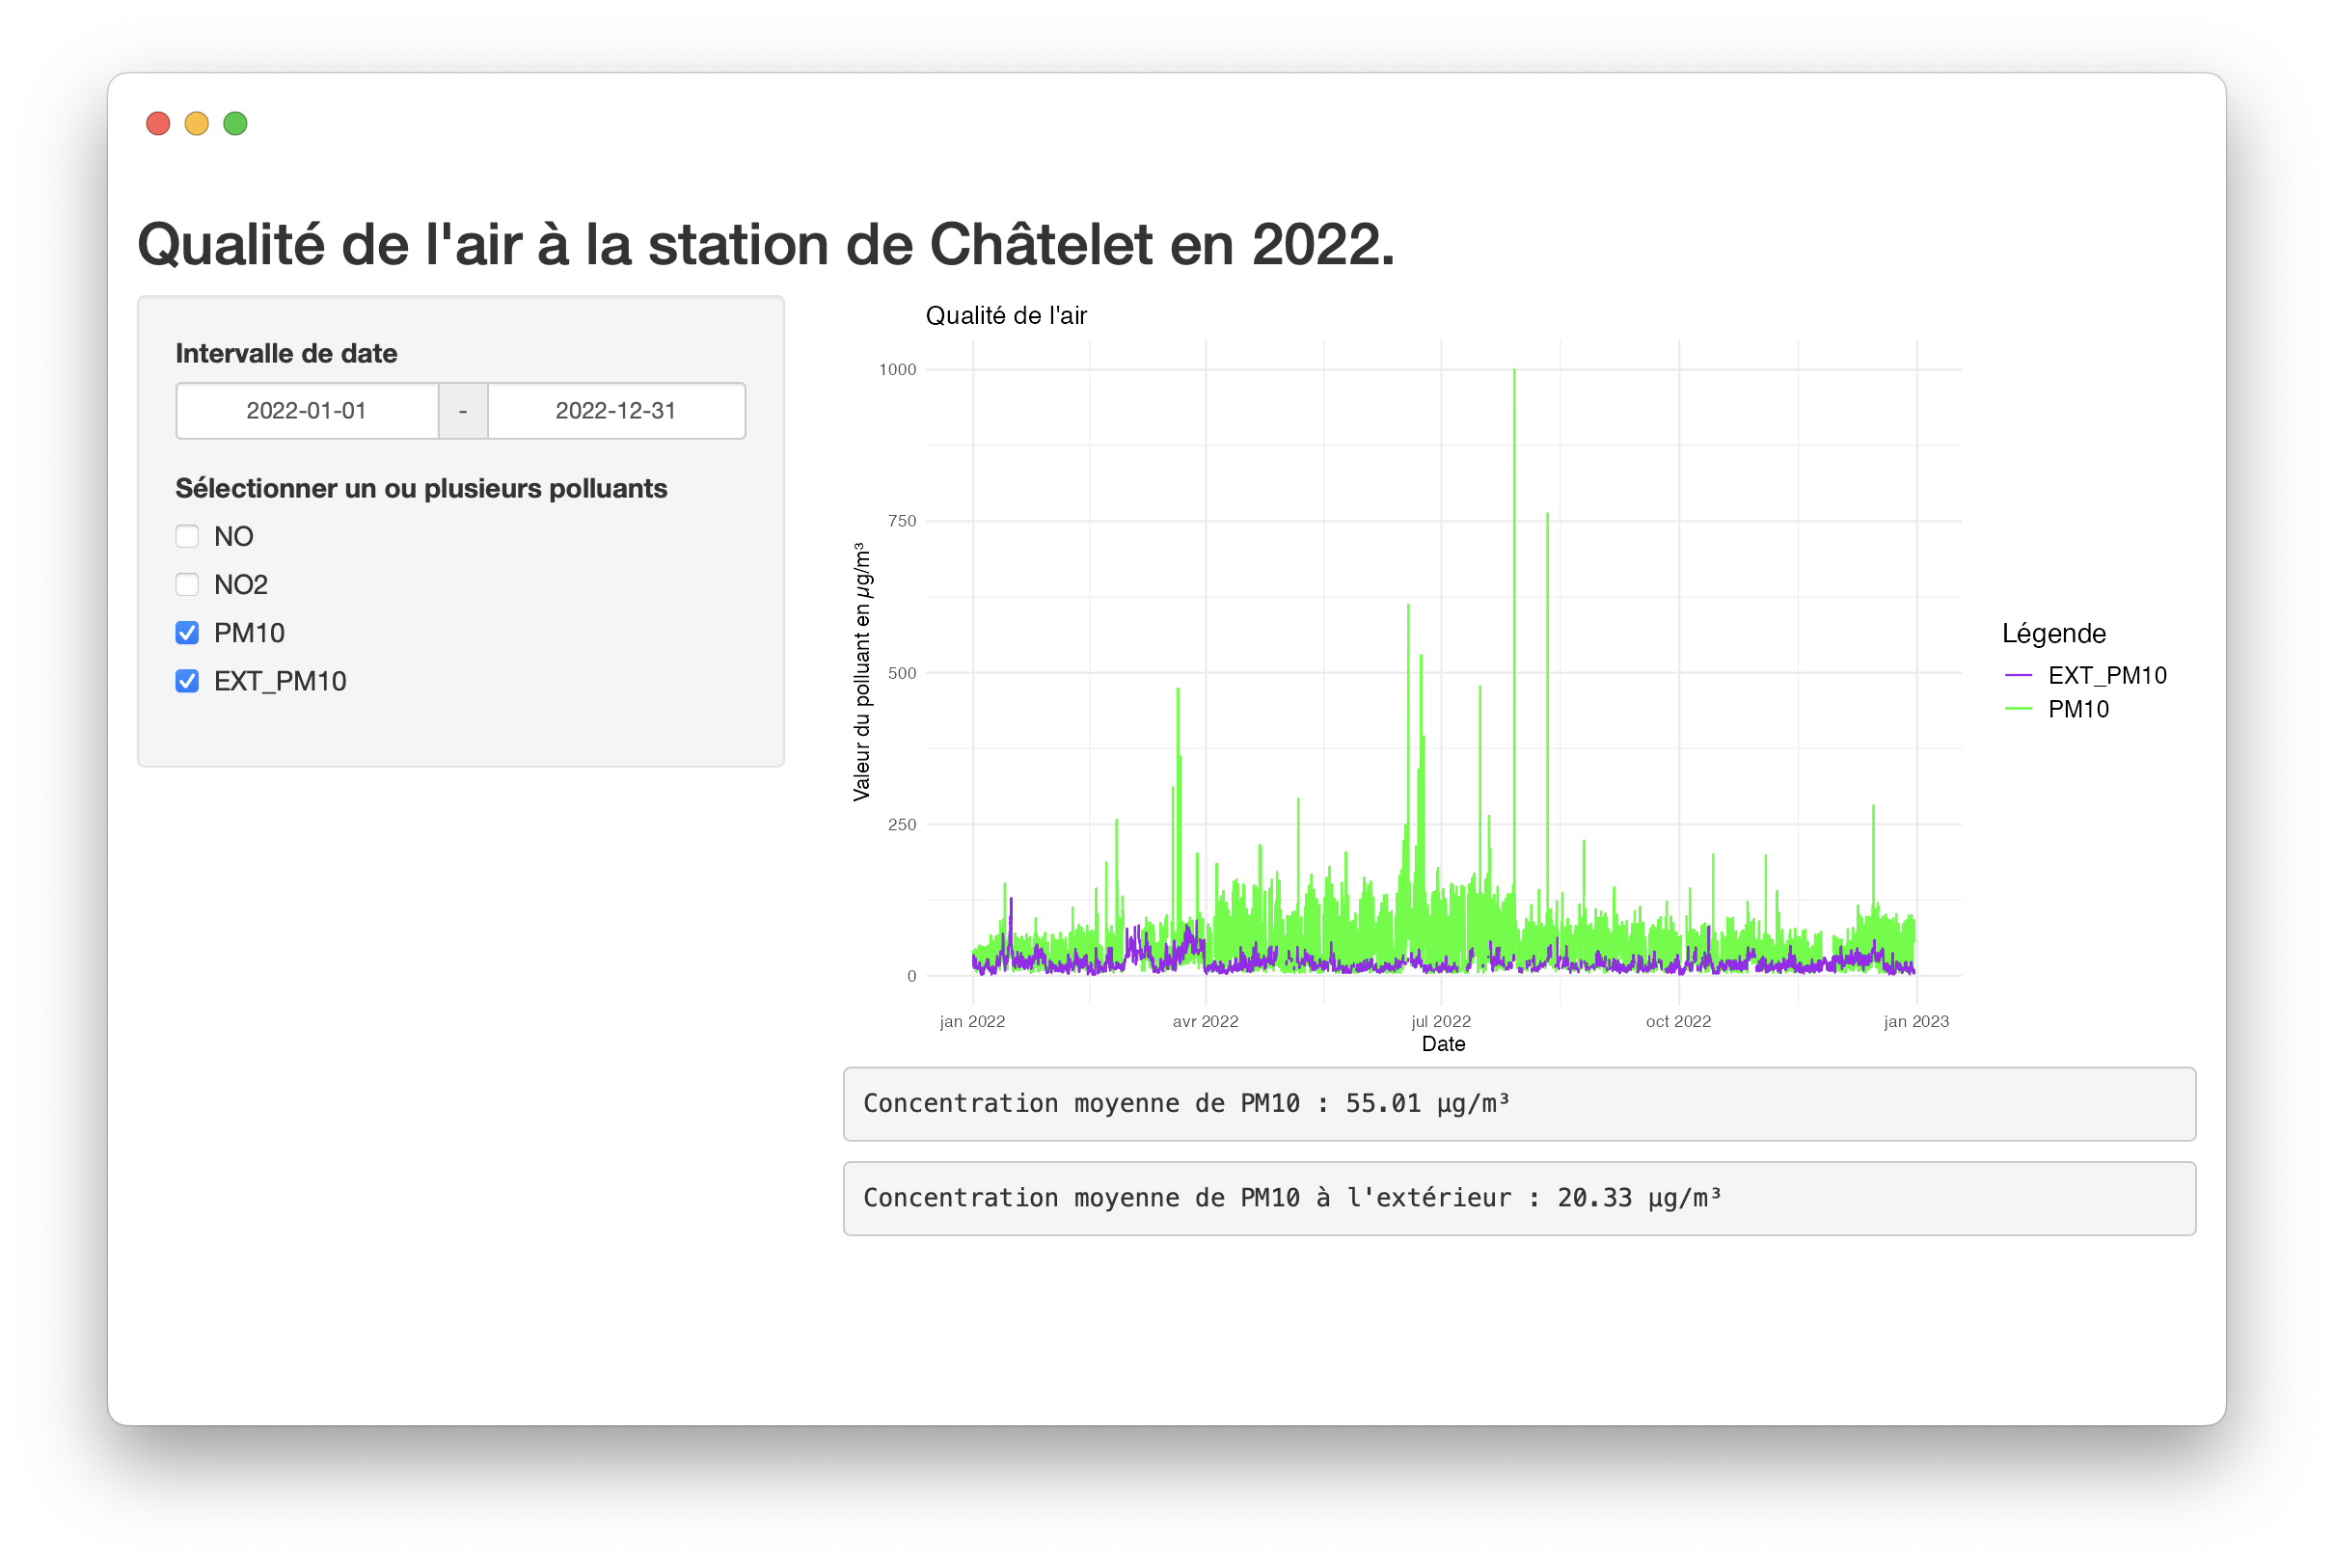 Qualité de l'air à la station de Châtelet en 2022.
Intervalle de date
2022-01-01 - 2022-12-31
Sélectionner un ou plusieurs polluants
NO
NO2
PM10
EXT_PM10
Qualité de l'air
Valeur du polluant en µg/m³
1000
750
500
250
0
jan 2022 avr 2022 jul 2022 oct 2022 jan 2023
Date
Légende
EXT_PM10
PM10
Concentration moyenne de PM10 : 55.01 µg/m³
Concentration moyenne de PM10 à l'extérieur : 20.33 µg/m³